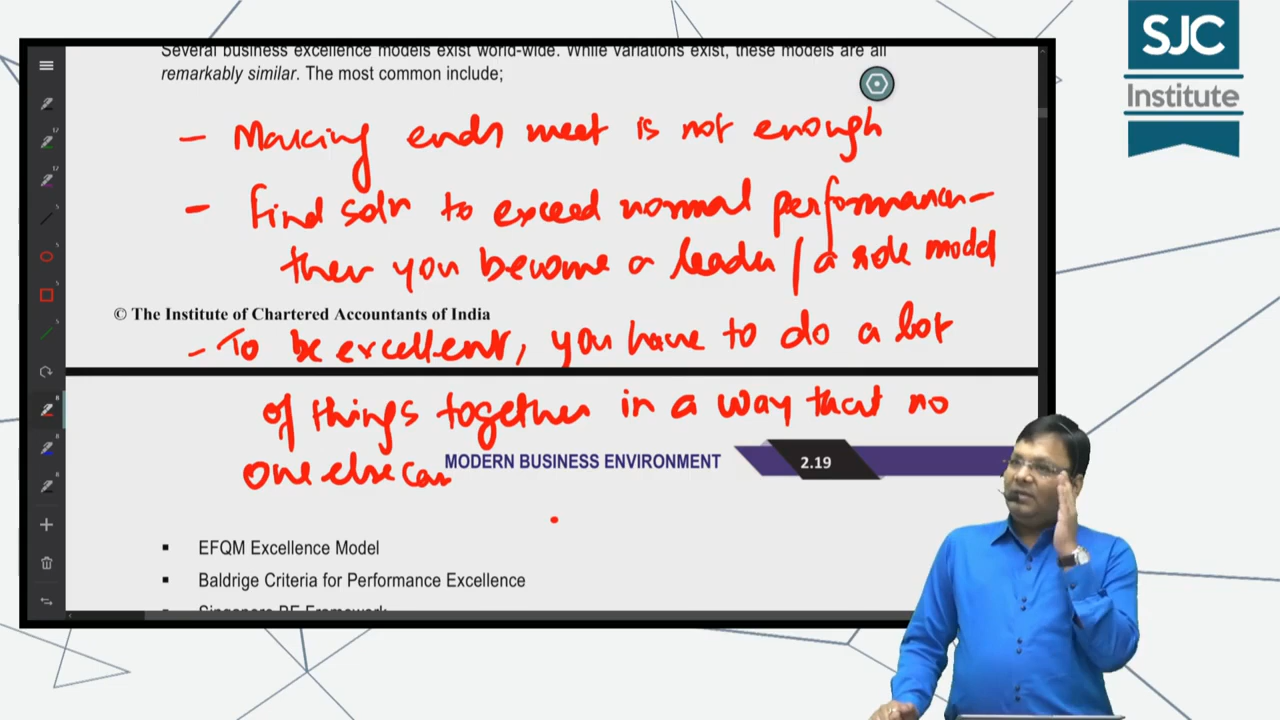 SJC
Institute
Several business excellence models exist world-wide. While variations exist, these models are all
remarkably similar. The most common include;
- Making ends meet is not enough
- Find soln to exceed normal performance -
then you become a leader / a role model
© The Institute of Chartered Accountants of India
- To be excellent, you have to do a lot
of things together in a way that no
one else can
MODERN BUSINESS ENVIRONMENT 2.19
▪ EFQM Excellence Model
▪ Baldrige Criteria for Performance Excellence
▪ Singapore BE Framework